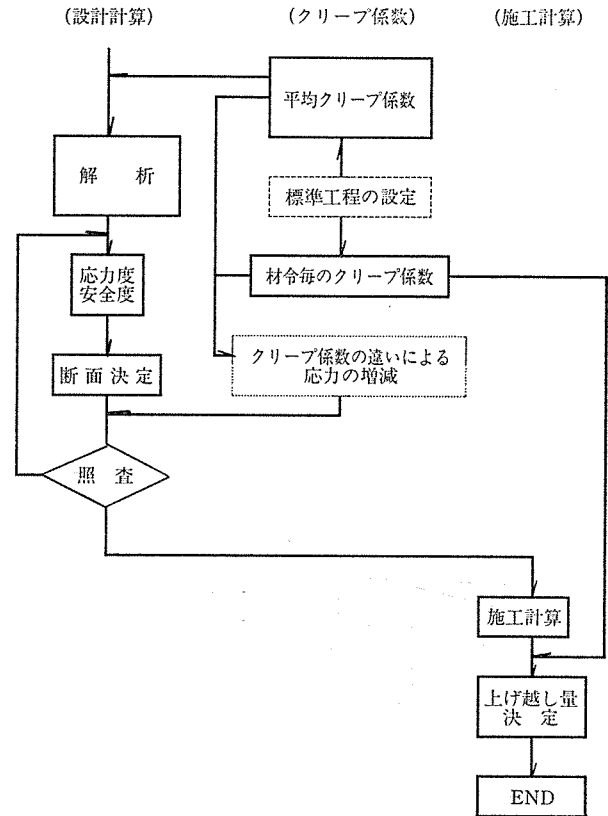 (設計計算)
(クリープ係数)
(施工計算)
平均クリープ係数
解 析
標準工程の設定
応力度
安全度
材令毎のクリープ係数
断面決定
クリープ係数の違いによる
応力の増減
照 査
施工計算
上げ越し量
決 定
END